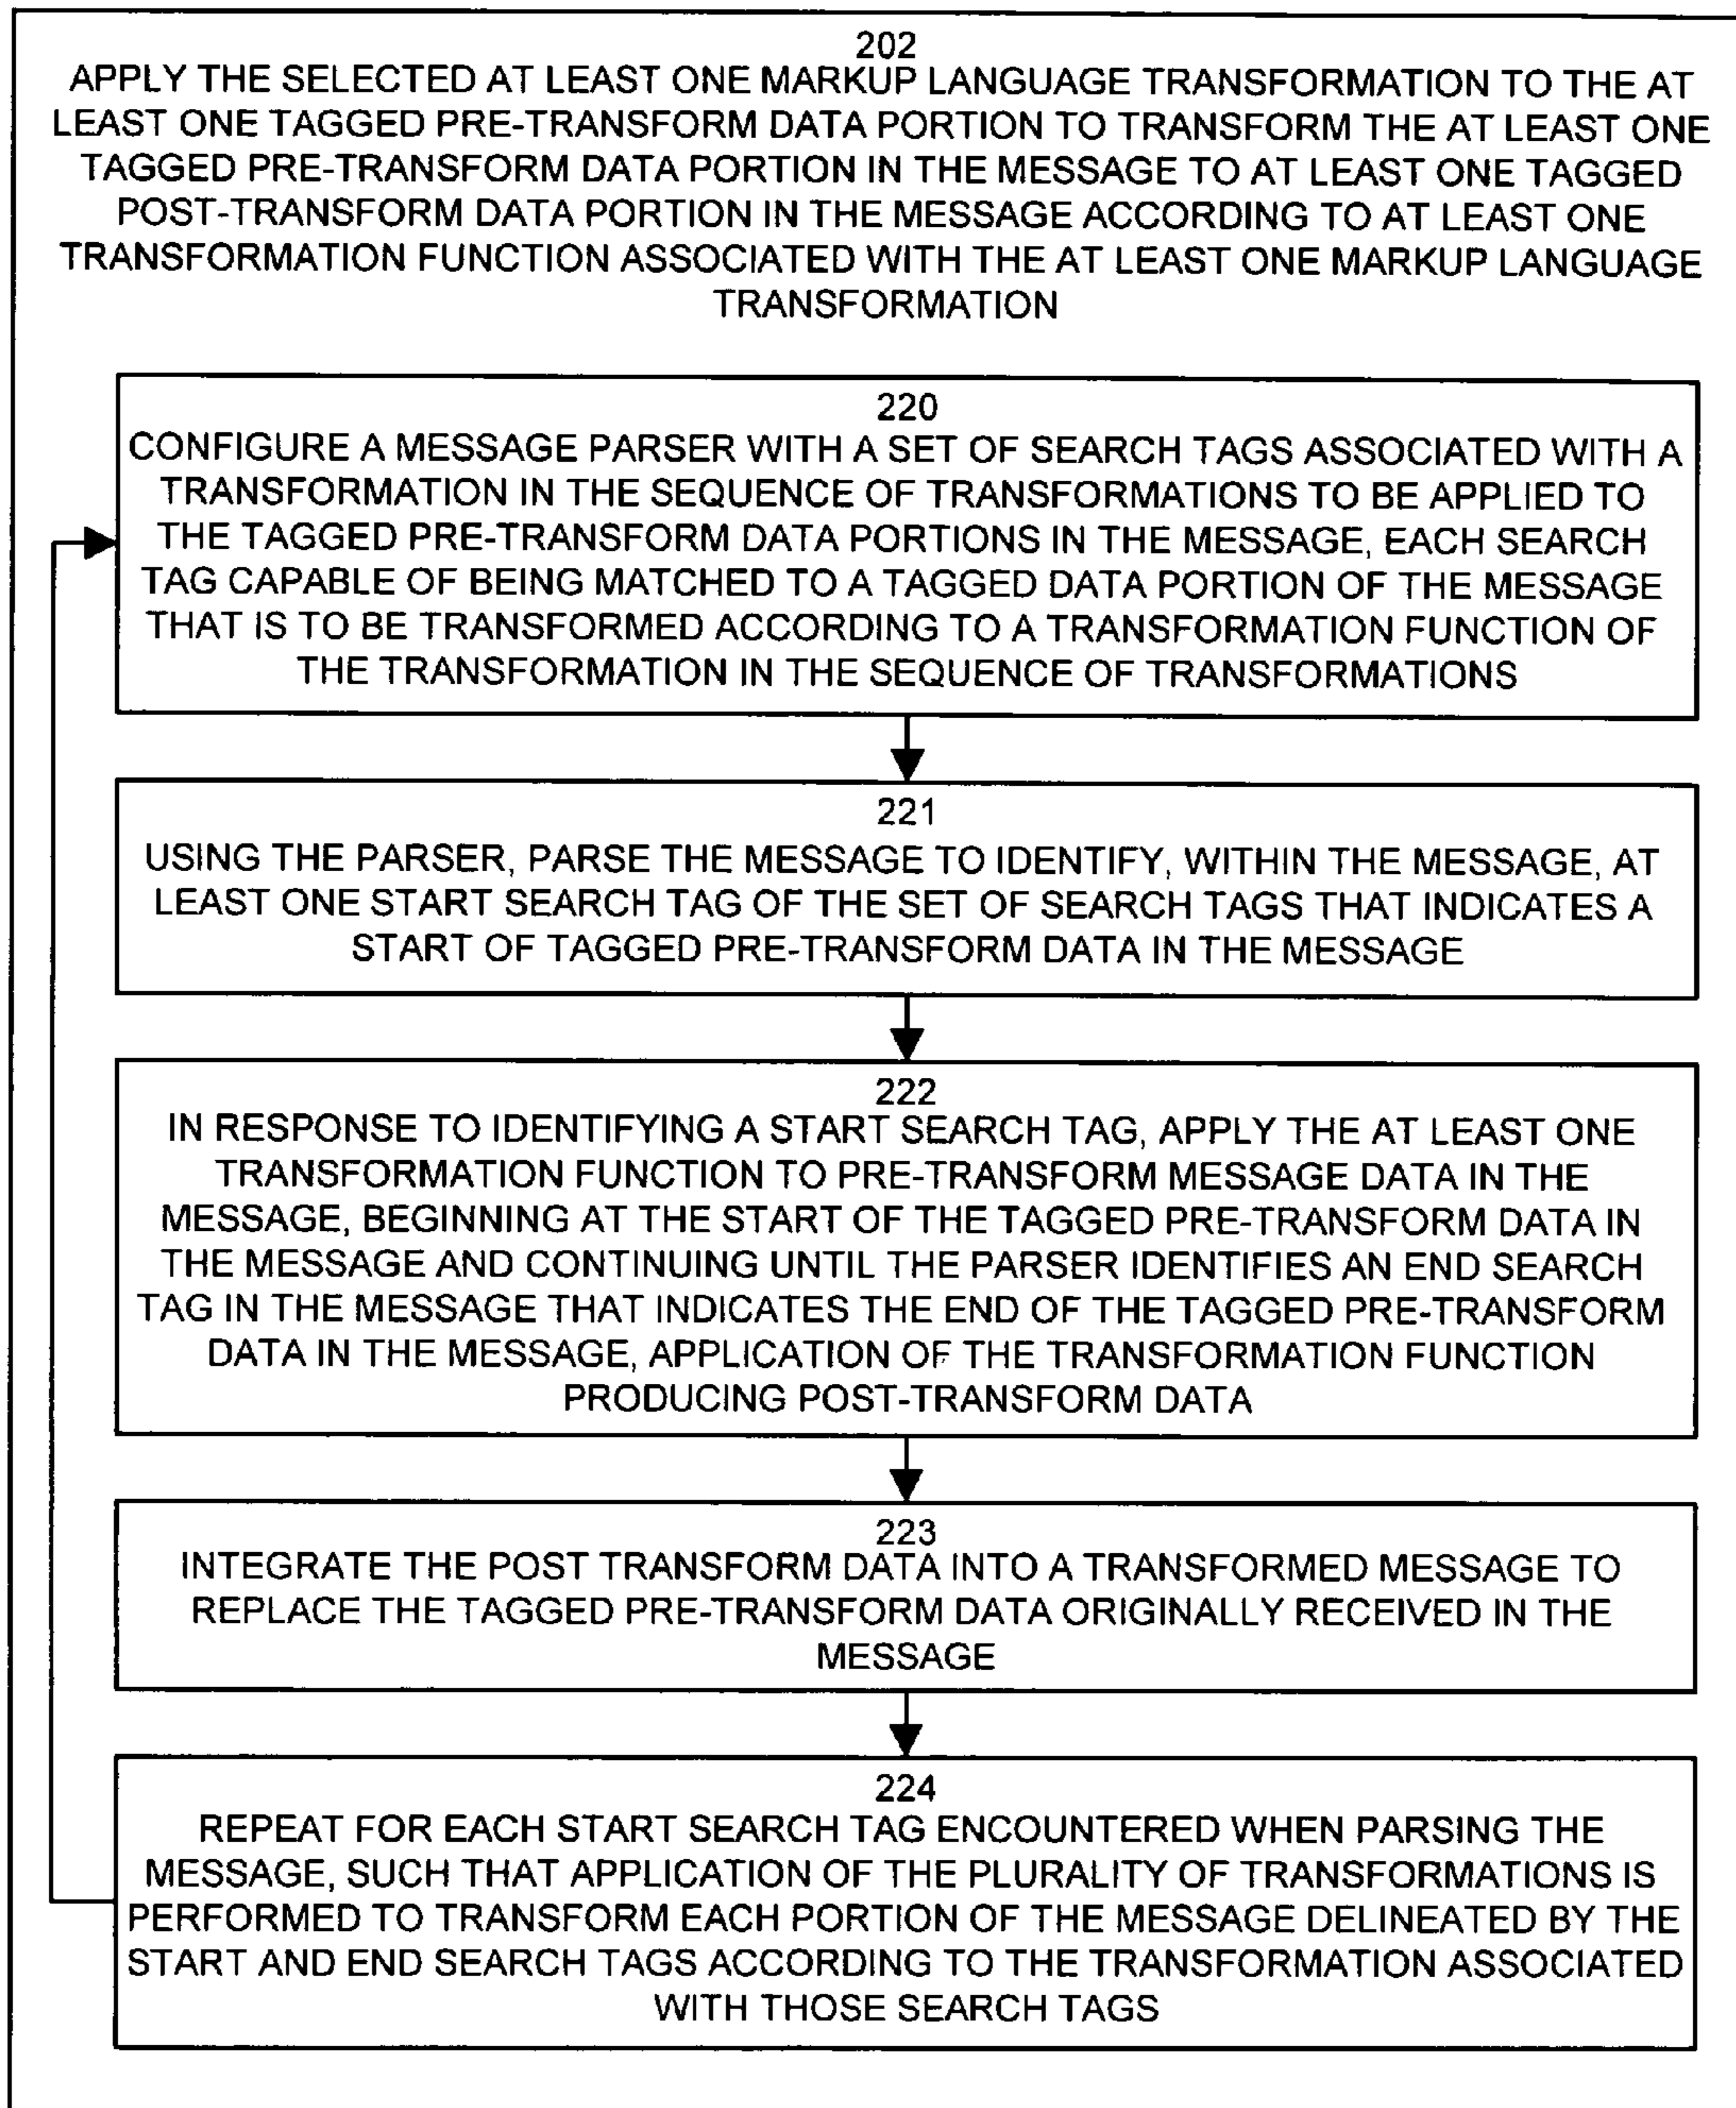 202
APPLY THE SELECTED AT LEAST ONE MARKUP LANGUAGE TRANSFORMATION TO THE AT
LEAST ONE TAGGED PRE-TRANSFORM DATA PORTION TO TRANSFORM THE AT LEAST ONE
TAGGED PRE-TRANSFORM DATA PORTION IN THE MESSAGE TO AT LEAST ONE TAGGED
POST-TRANSFORM DATA PORTION IN THE MESSAGE ACCORDING TO AT LEAST ONE
TRANSFORMATION FUNCTION ASSOCIATED WITH THE AT LEAST ONE MARKUP LANGUAGE
TRANSFORMATION
220
CONFIGURE A MESSAGE PARSER WITH A SET OF SEARCH TAGS ASSOCIATED WITH A
TRANSFORMATION IN THE SEQUENCE OF TRANSFORMATIONS TO BE APPLIED TO
THE TAGGED PRE-TRANSFORM DATA PORTIONS IN THE MESSAGE, EACH SEARCH
TAG CAPABLE OF BEING MATCHED TO A TAGGED DATA PORTION OF THE MESSAGE
THAT IS TO BE TRANSFORMED ACCORDING TO A TRANSFORMATION FUNCTION OF
THE TRANSFORMATION IN THE SEQUENCE OF TRANSFORMATIONS
221
USING THE PARSER, PARSE THE MESSAGE TO IDENTIFY, WITHIN THE MESSAGE, AT
LEAST ONE START SEARCH TAG OF THE SET OF SEARCH TAGS THAT INDICATES A
START OF TAGGED PRE-TRANSFORM DATA IN THE MESSAGE
222
IN RESPONSE TO IDENTIFYING A START SEARCH TAG, APPLY THE AT LEAST ONE
TRANSFORMATION FUNCTION TO PRE-TRANSFORM MESSAGE DATA IN THE
MESSAGE, BEGINNING AT THE START OF THE TAGGED PRE-TRANSFORM DATA IN
THE MESSAGE AND CONTINUING UNTIL THE PARSER IDENTIFIES AN END SEARCH
TAG IN THE MESSAGE THAT INDICATES THE END OF THE TAGGED PRE-TRANSFORM
DATA IN THE MESSAGE, APPLICATION OF THE TRANSFORMATION FUNCTION
PRODUCING POST-TRANSFORM DATA
223
INTEGRATE THE POST TRANSFORM DATA INTO A TRANSFORMED MESSAGE TO
REPLACE THE TAGGED PRE-TRANSFORM DATA ORIGINALLY RECEIVED IN THE
MESSAGE
224
REPEAT FOR EACH START SEARCH TAG ENCOUNTERED WHEN PARSING THE
MESSAGE, SUCH THAT APPLICATION OF THE PLURALITY OF TRANSFORMATIONS IS
PERFORMED TO TRANSFORM EACH PORTION OF THE MESSAGE DELINEATED BY THE
START AND END SEARCH TAGS ACCORDING TO THE TRANSFORMATION ASSOCIATED
WITH THOSE SEARCH TAGS